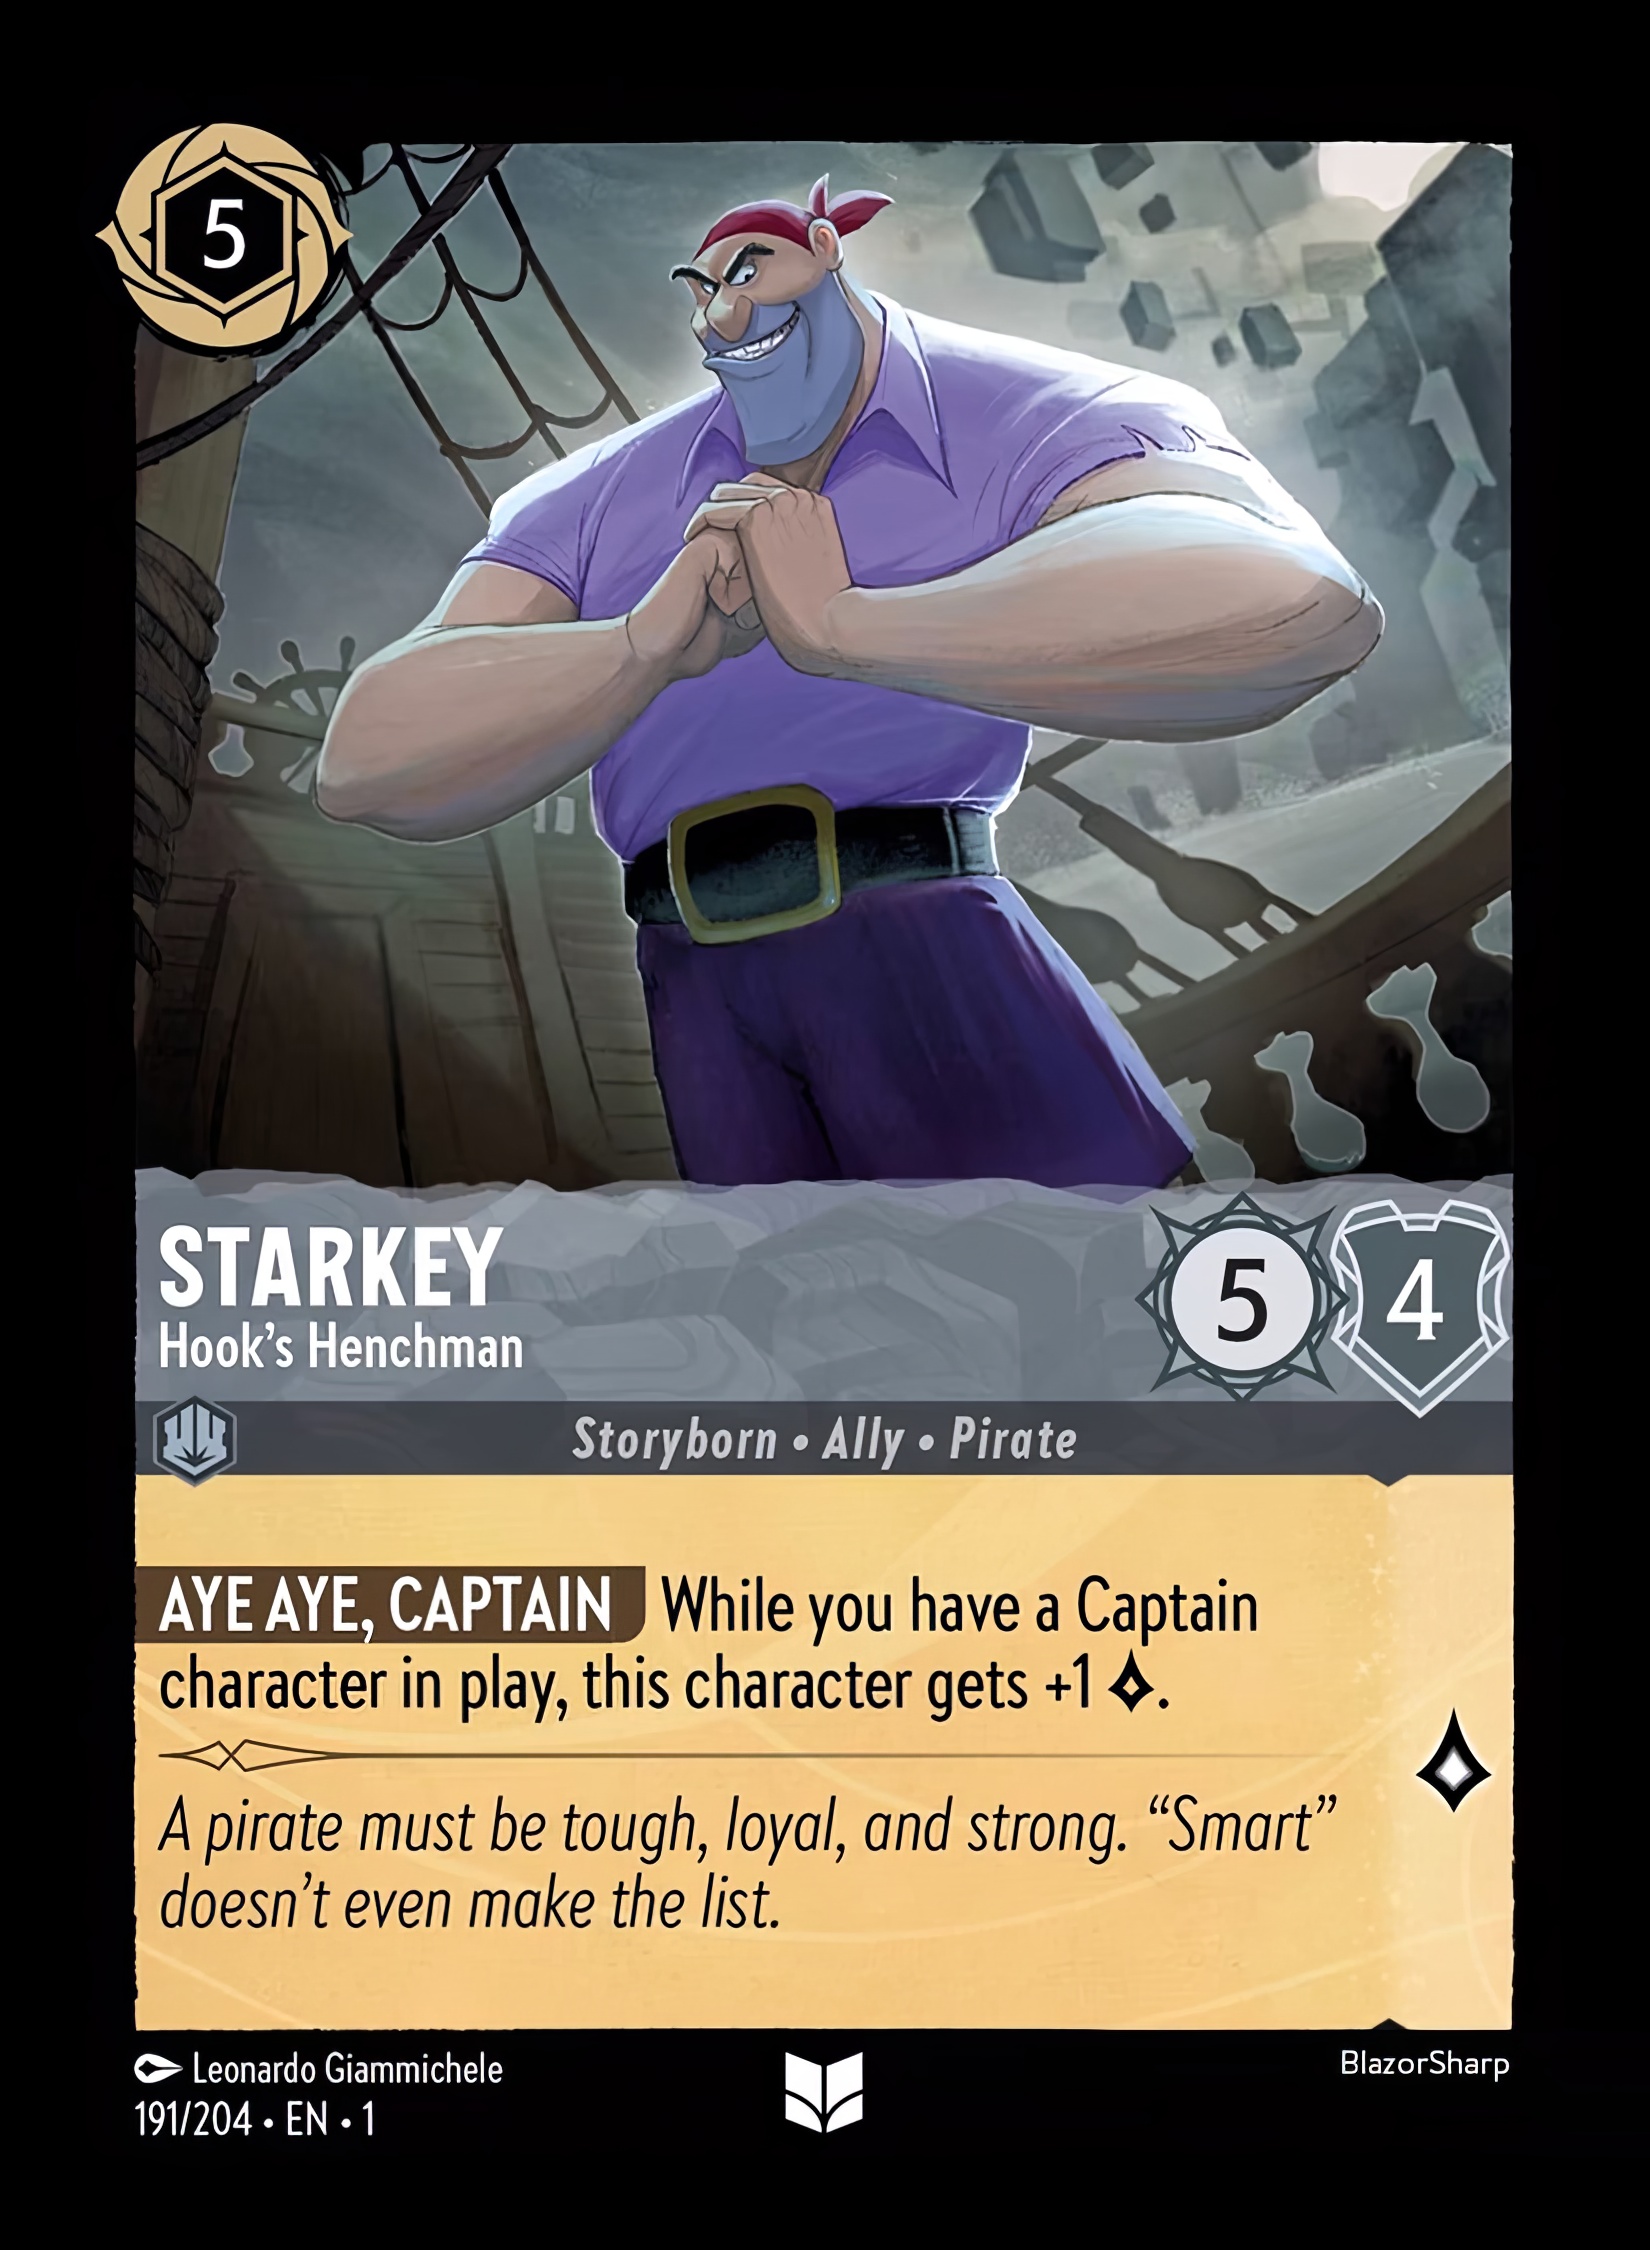 5
STARKEY
Hook's Henchman
5
4
Storyborn • Ally • Pirate
AYE AYE, CAPTAIN While you have a Captain
character in play, this character gets +1 .
A pirate must be tough, loyal, and strong. “Smart”
doesn't even make the list.
Leonardo Giammichele
BlazorSharp
191/204 • EN • 1